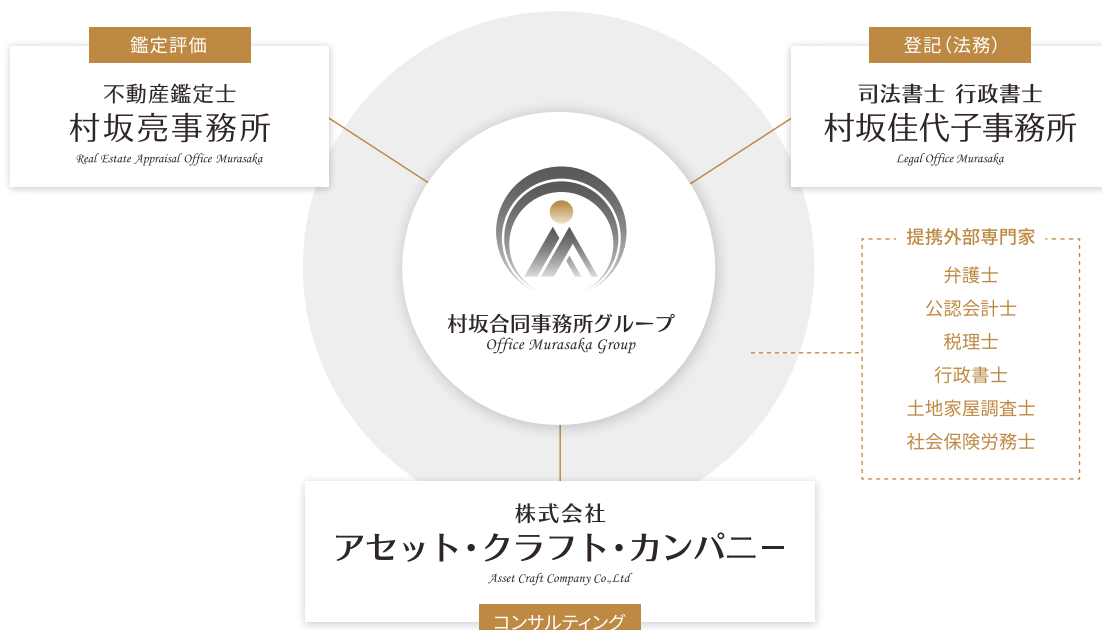 鑑定評価
不動産鑑定士
村坂亮事務所
Real Estate Appraisal Office Murasaka
登記（法務）
司法書士 行政書士
村坂佳代子事務所
Legal Office Murasaka
村坂合同事務所グループ
Office Murasaka Group
提携外部専門家
弁護士
公認会計士
税理士
行政書士
土地家屋調査士
社会保険労務士
株式会社
アセット・クラフト・カンパニー
Asset Craft Company Co.,Ltd
コンサルティング